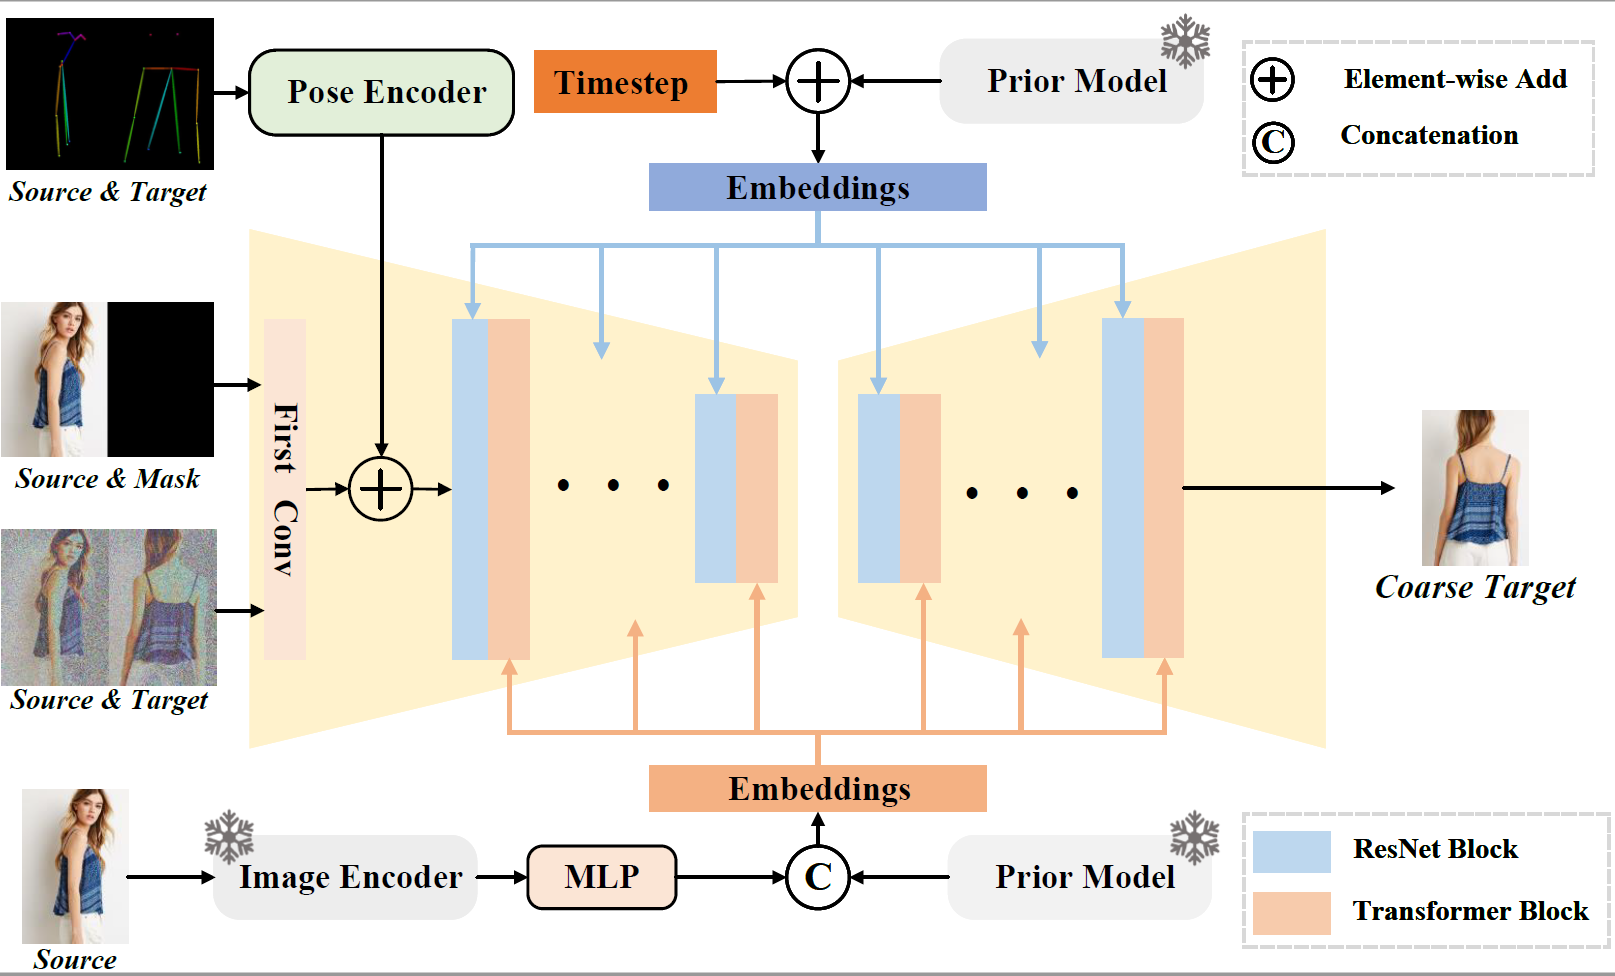 Pose Encoder
Timestep
Prior Model
Element-wise Add
C Concatenation
Source & Target
Embeddings
Source & Mask
First Conv
Source & Target
Coarse Target
Embeddings
Image Encoder
MLP
C
Prior Model
Source
ResNet Block
Transformer Block